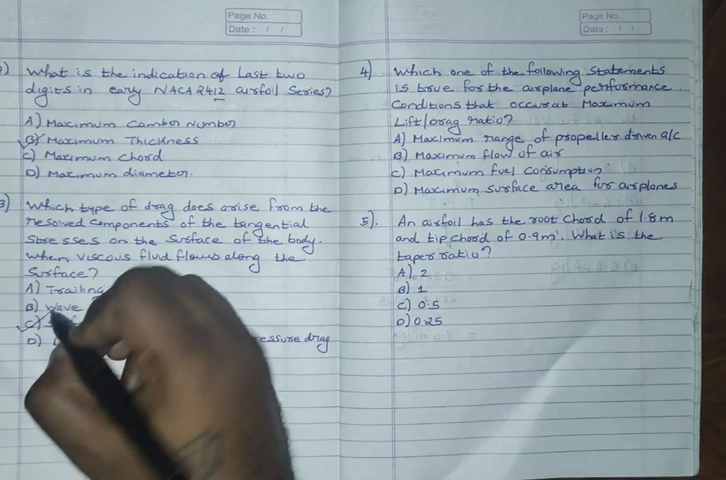 Page No.
Date: / /
What is the indication of Last two
digits in early NACA 2412 airfoil Series?
A) Maximum Camber Number
B) Maximum Thickness
C) Maximum Chord
D) Maximum diameter.
3) Which type of drag does arise from the
resolved components of the tangential
stresses on the surface of the body.
when viscous fluid flows along the
surface?
A) Trailing
B) Wave
C)
D) pressure drag
Page No.
Date: / /
4) Which one of the following statements
is true for the airplane performance
Conditions that occur at Maximum
Lift/Drag ratio?
A) Maximum range of propeller driven a/c
B) Maximum flow of air
C) Maximum fuel consumption
D) Maximum surface area for airplanes
5). An airfoil has the root chord of 1.8m
and tip chord of 0.9m. What is the
taper ratio?
A) 2
B) 1
C) 0.5
D) 0.25